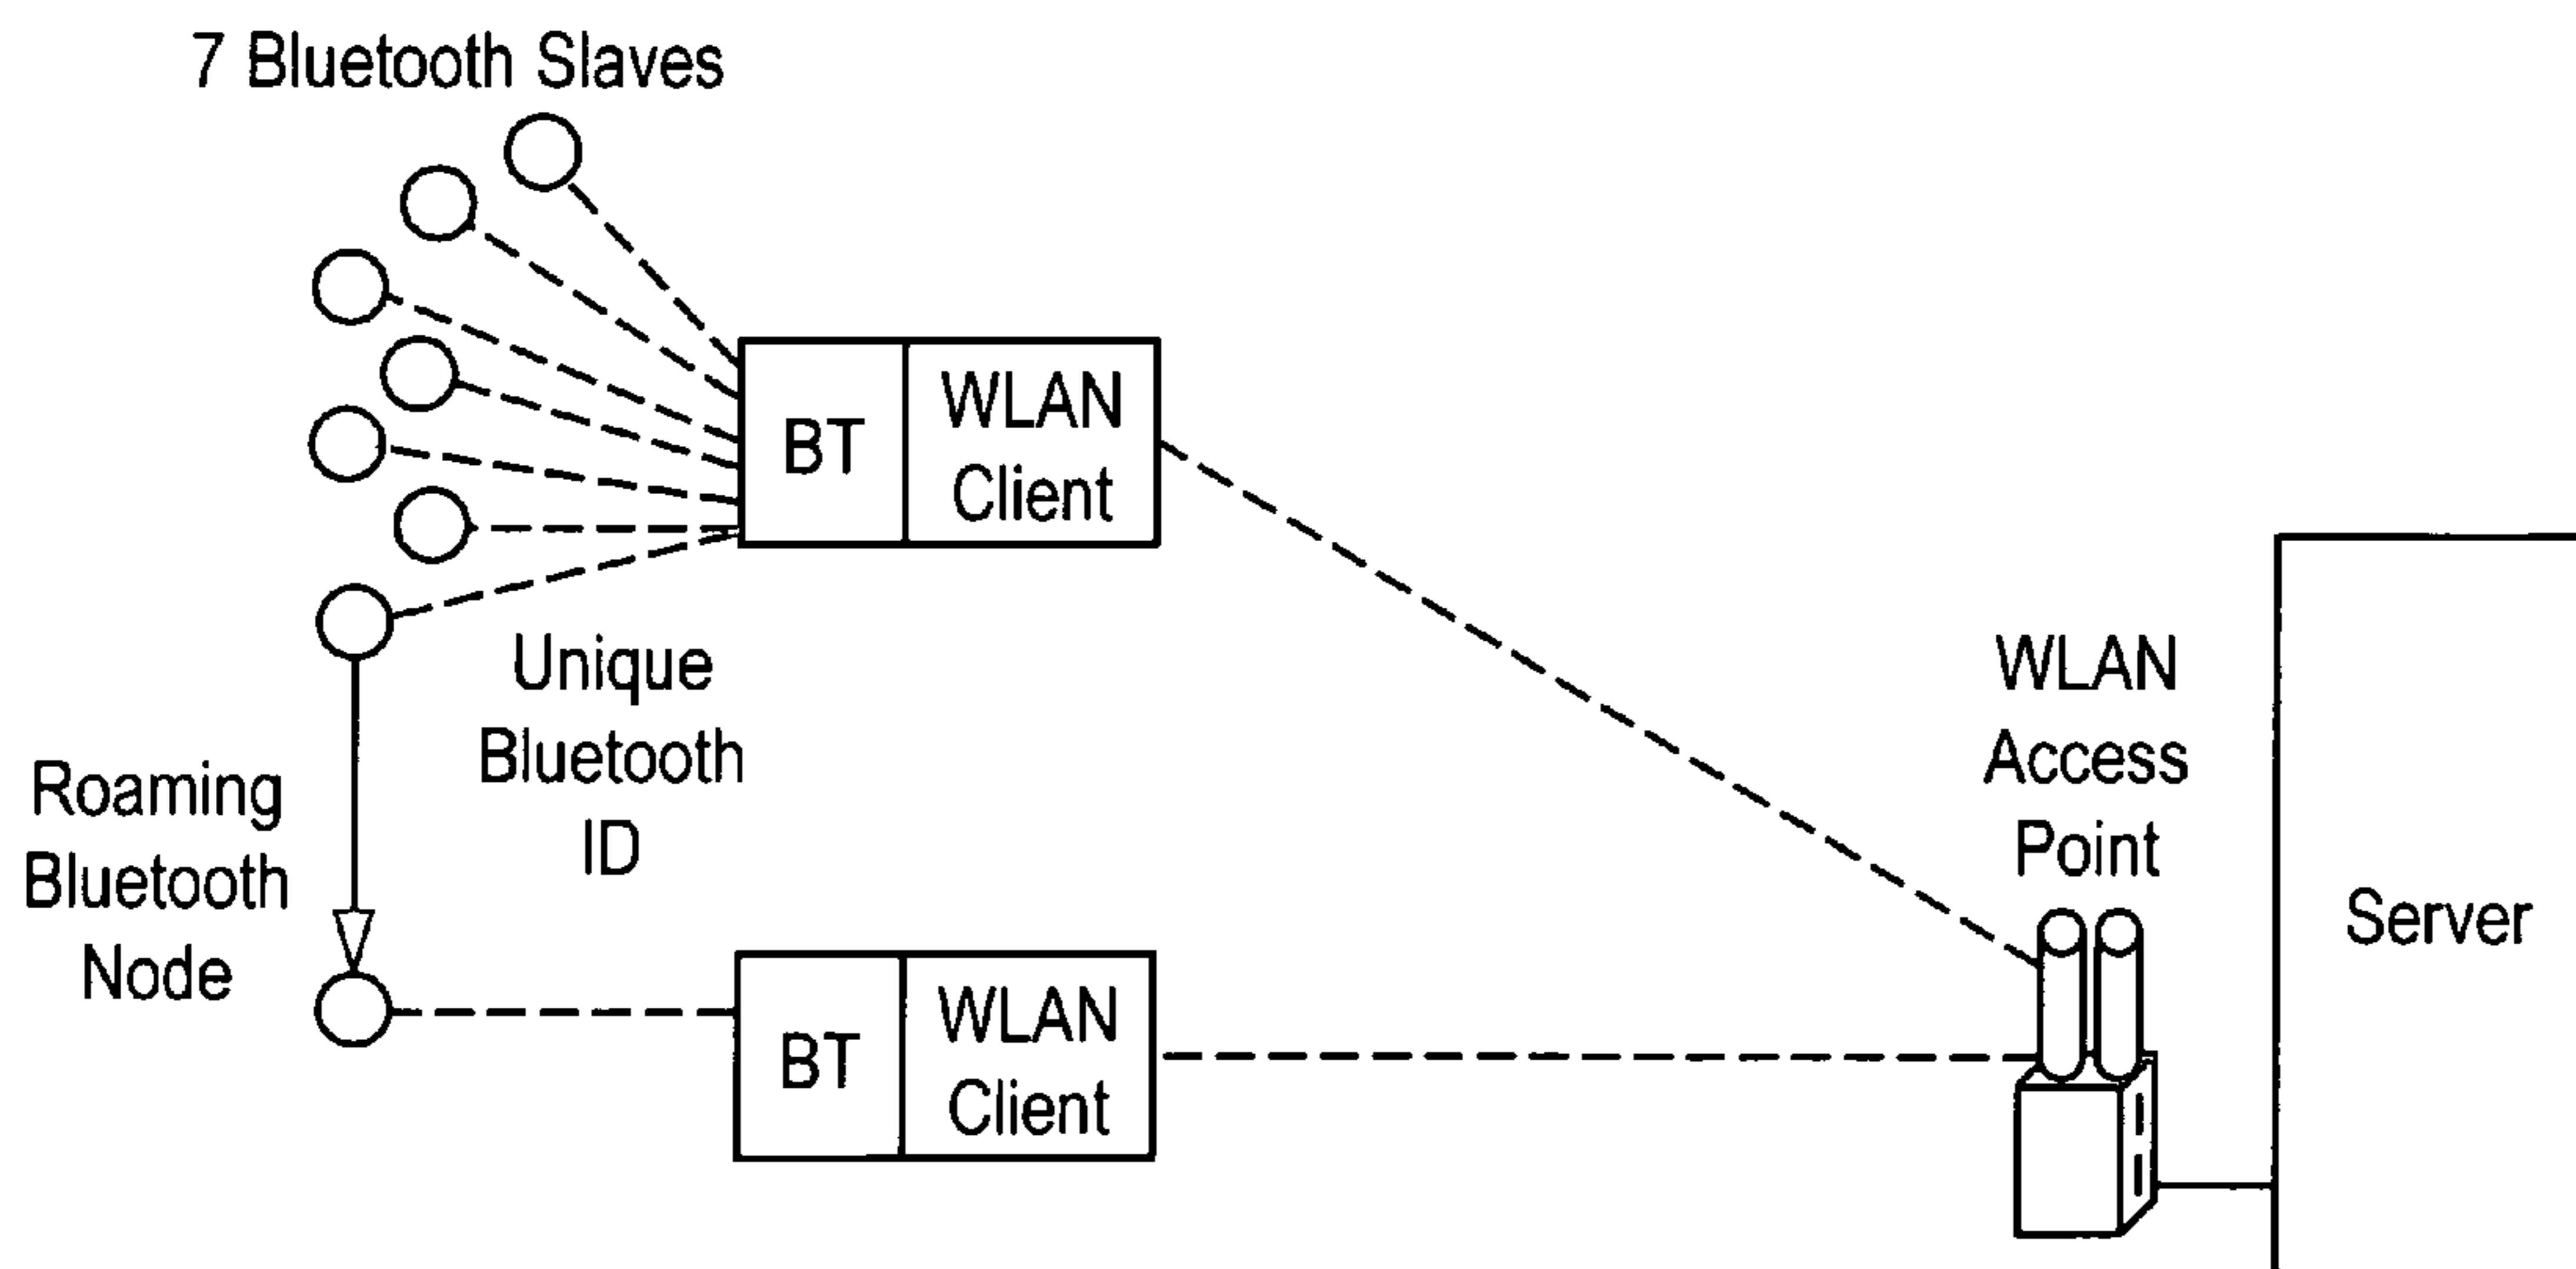 7 Bluetooth Slaves
BT
WLAN
Client
Unique
Bluetooth
ID
Roaming
Bluetooth
Node
BT
WLAN
Client
WLAN
Access
Point
Server